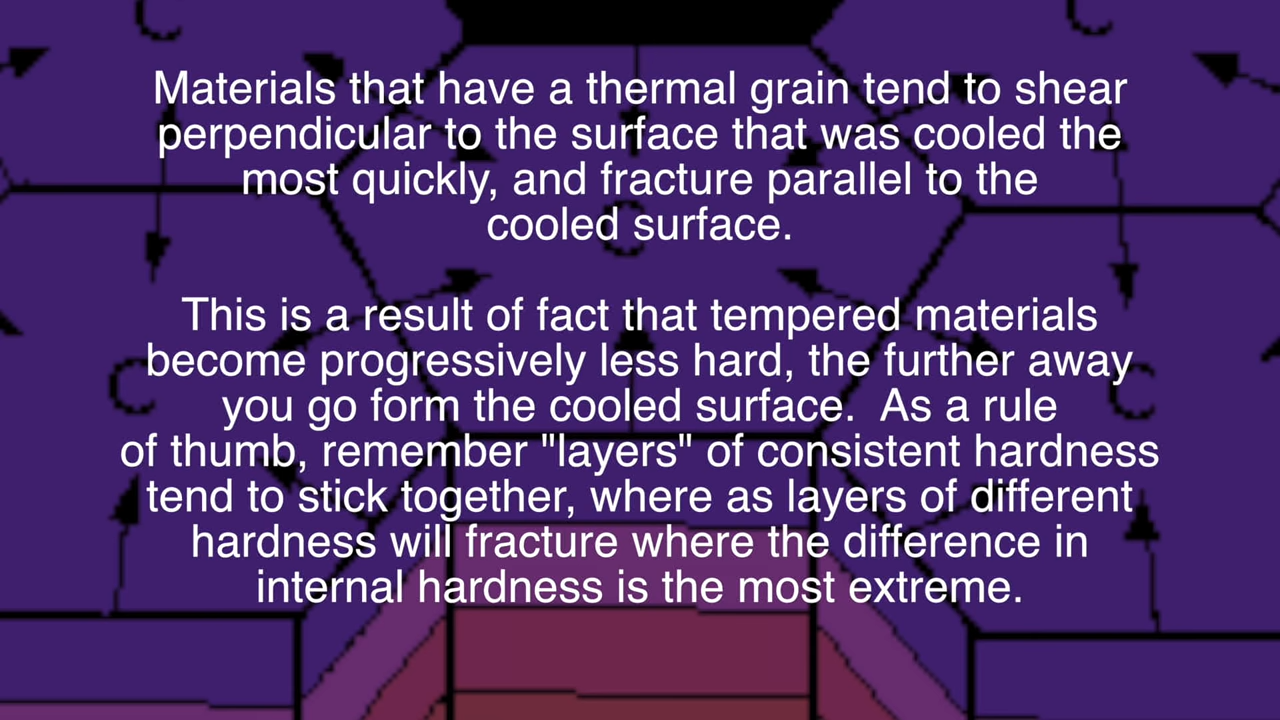 C
C
Materials that have a thermal grain tend to shear
perpendicular to the surface that was cooled the
most quickly, and fracture parallel to the
cooled surface.
C
This is a result of fact that tempered materials
become progressively less hard, the further away
C
C
you go form the cooled surface.  As a rule
of thumb, remember "layers" of consistent hardness
tend to stick together, where as layers of different
hardness will fracture where the difference in
internal hardness is the most extreme.